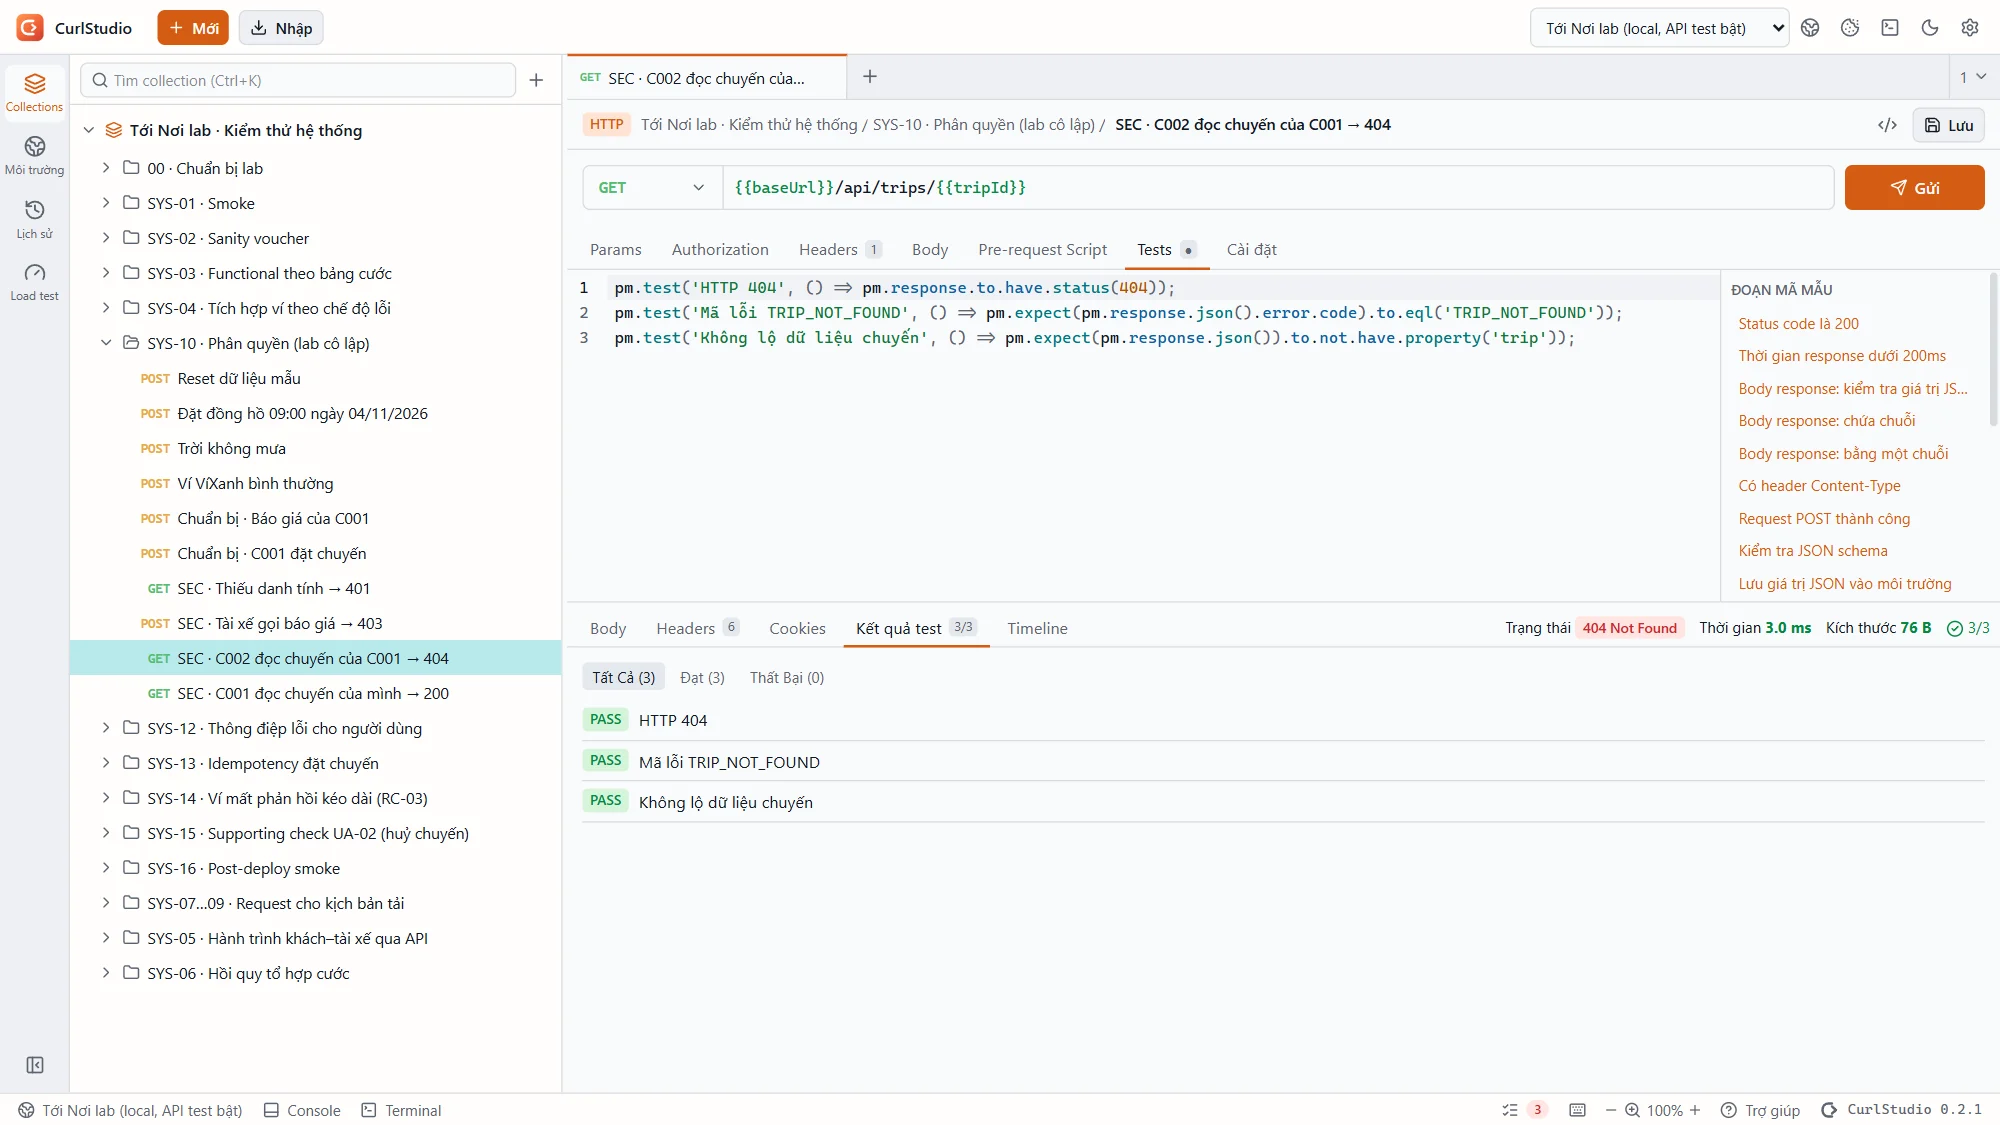 CurlStudio
Mới
Nhập
Tới Nơi lab (local, API test bật)
Collections
Môi trường
Lịch sử
Load test
Tìm collection (Ctrl+K)
Tới Nơi lab · Kiểm thử hệ thống
00 · Chuẩn bị lab
SYS-01 · Smoke
SYS-02 · Sanity voucher
SYS-03 · Functional theo bảng cước
SYS-04 · Tích hợp ví theo chế độ lỗi
SYS-10 · Phân quyền (lab cô lập)
POST Reset dữ liệu mẫu
POST Đặt đồng hồ 09:00 ngày 04/11/2026
POST Trời không mưa
POST Ví VíXanh bình thường
POST Chuẩn bị · Báo giá của C001
POST Chuẩn bị · C001 đặt chuyến
GET SEC · Thiếu danh tính → 401
POST SEC · Tài xế gọi báo giá → 403
GET SEC · C002 đọc chuyến của C001 → 404
GET SEC · C001 đọc chuyến của mình → 200
SYS-12 · Thông điệp lỗi cho người dùng
SYS-13 · Idempotency đặt chuyến
SYS-14 · Ví mất phản hồi kéo dài (RC-03)
SYS-15 · Supporting check UA-02 (huỷ chuyến)
SYS-16 · Post-deploy smoke
SYS-07…09 · Request cho kịch bản tải
SYS-05 · Hành trình khách–tài xế qua API
SYS-06 · Hồi quy tổ hợp cước
GET SEC · C002 đọc chuyến của...
1
HTTP Tới Nơi lab · Kiểm thử hệ thống / SYS-10 · Phân quyền (lab cô lập) / SEC · C002 đọc chuyến của C001 → 404
Lưu
GET {{baseUrl}}/api/trips/{{tripId}}
Gửi
Params Authorization Headers 1 Body Pre-request Script Tests Cài đặt
1 pm.test('HTTP 404', () => pm.response.to.have.status(404));
2 pm.test('Mã lỗi TRIP_NOT_FOUND', () => pm.expect(pm.response.json().error.code).to.eql('TRIP_NOT_FOUND'));
3 pm.test('Không lộ dữ liệu chuyến', () => pm.expect(pm.response.json()).to.not.have.property('trip'));
ĐOẠN MÃ MẪU
Status code là 200
Thời gian response dưới 200ms
Body response: kiểm tra giá trị JS...
Body response: chứa chuỗi
Body response: bằng một chuỗi
Có header Content-Type
Request POST thành công
Kiểm tra JSON schema
Lưu giá trị JSON vào môi trường
Body Headers 6 Cookies Kết quả test 3/3 Timeline
Trạng thái 404 Not Found Thời gian 3.0 ms Kích thước 76 B 3/3
Tất Cả (3) Đạt (3) Thất Bại (0)
PASS HTTP 404
PASS Mã lỗi TRIP_NOT_FOUND
PASS Không lộ dữ liệu chuyến
Tới Nơi lab (local, API test bật) Console Terminal
3
100%
Trợ giúp
CurlStudio 0.2.1